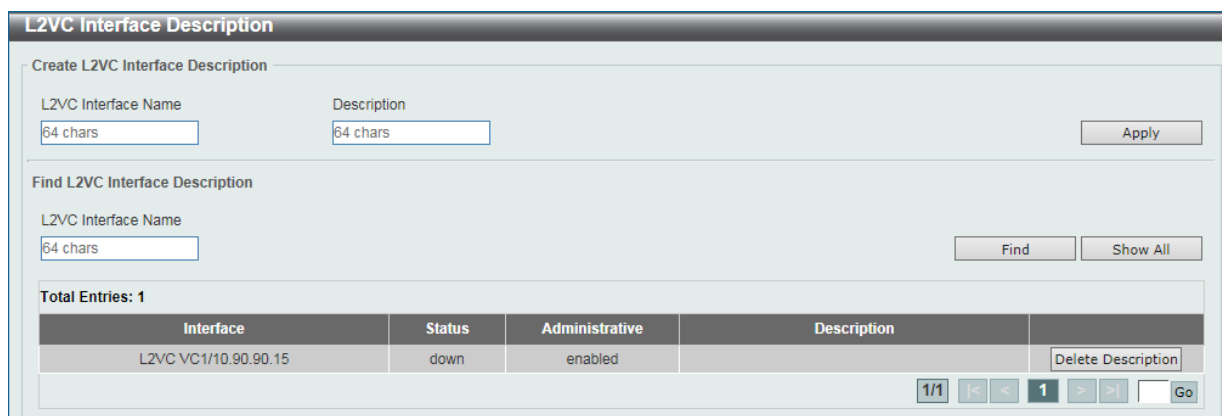 L2VC Interface Description
Create L2VC Interface Description
L2VC Interface Name Description
64 chars 64 chars Apply
Find L2VC Interface Description
L2VC Interface Name
64 chars Find Show All
Total Entries: 1
Interface Status Administrative Description
L2VC VC1/10.90.90.15 down enabled Delete Description
1/1 |< < 1 > >| Go